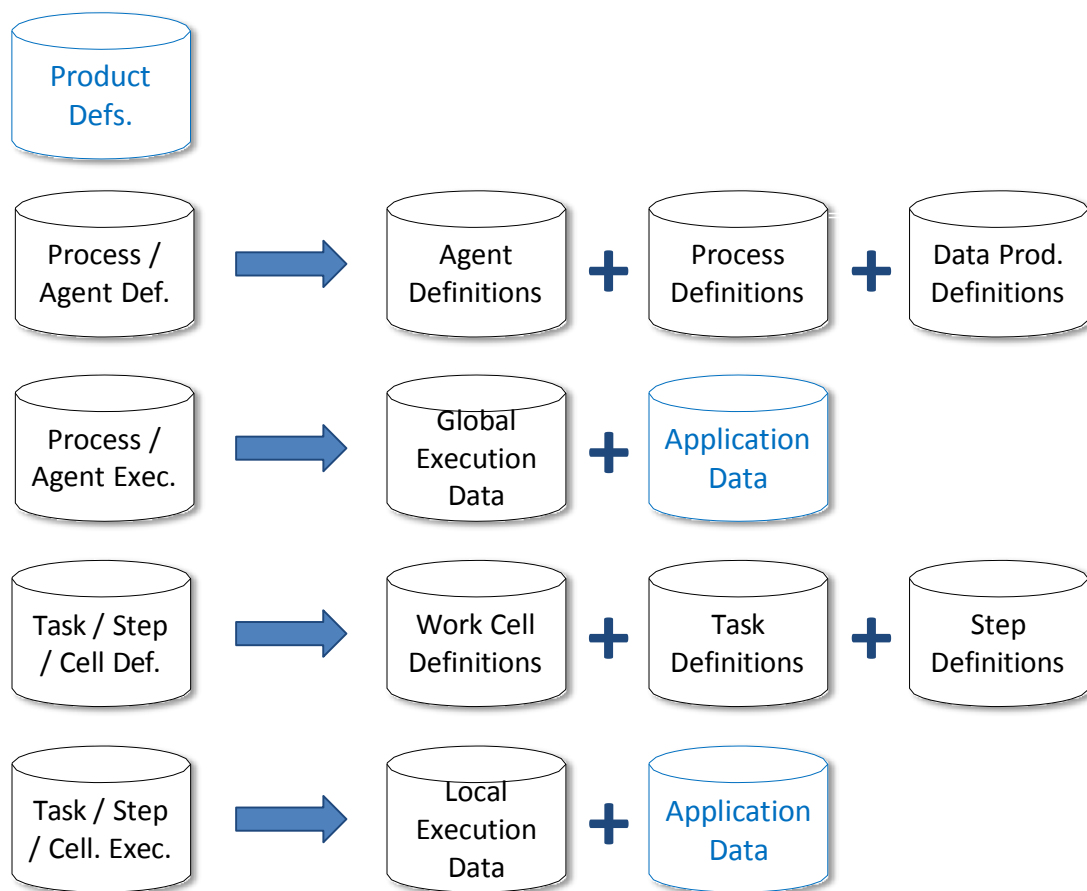 Product
Defs.
Process /
Agent Def.
Agent
Definitions
+
Process
Definitions
+
Data Prod.
Definitions
Process /
Agent Exec.
Global
Execution
Data
+
Application
Data
Task / Step
/ Cell Def.
Work Cell
Definitions
+
Task
Definitions
+
Step
Definitions
Task / Step
/ Cell. Exec.
Local
Execution
Data
+
Application
Data